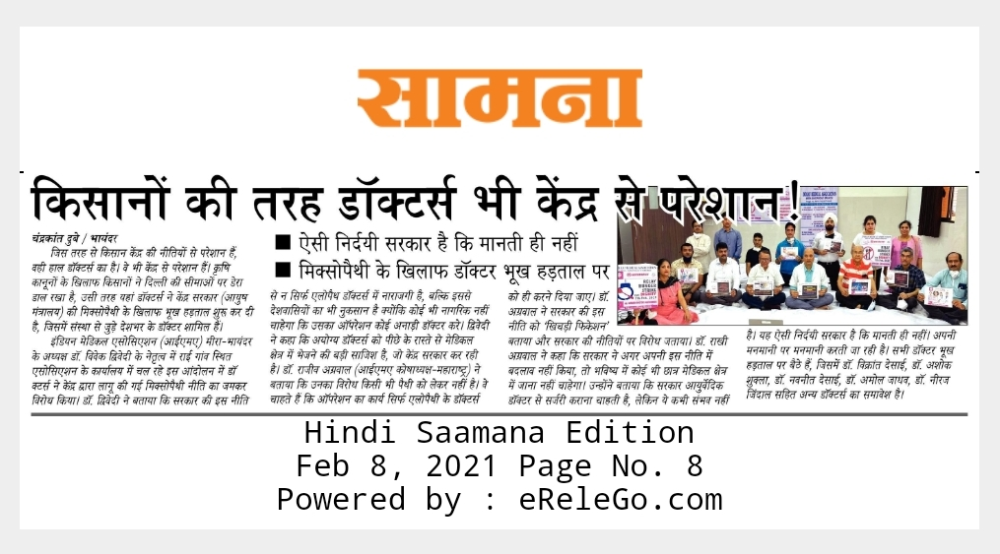 सामना
किसानों की तरह डॉक्टर्स भी केंद्र से परेशान!
चंद्रकांत दुबे / भायंदर
जिस तरह से किसान केंद्र की नीतियों से परेशान हैं,
वही हाल डॉक्टर्स का है। वे भी केंद्र से परेशान हैं। कृषि
कानूनों के खिलाफ किसानों ने दिल्ली की सीमाओं पर डेरा
डाल रखा है, उसी तरह यहां डॉक्टर्स ने केंद्र सरकार (आयुष
मंत्रालय) की मिक्सोपैथी के खिलाफ भूख हड़ताल शुरू कर दी
है, जिसमें संस्था से जुड़े देशभर के डॉक्टर शामिल हैं।
इंडियन मेडिकल एसोसिएशन (आईएमए) मीरा-भायंदर
के अध्यक्ष डॉ. विवेक द्विवेदी के नेतृत्व में राई गांव स्थित
एसोसिएशन के कार्यालय में चल रहे इस आंदोलन में डॉ
क्टर्स ने केंद्र द्वारा लागू की गई मिक्सोपैथी नीति का जमकर
विरोध किया। डॉ. द्विवेदी ने बताया कि सरकार की इस नीति
■ ऐसी निर्दयी सरकार है कि मानती ही नहीं
■ मिक्सोपैथी के खिलाफ डॉक्टर भूख हड़ताल पर
से न सिर्फ एलोपैथ डॉक्टर्स में नाराजगी है, बल्कि इससे
देशवासियों का भी नुकसान है क्योंकि कोई भी नागरिक नहीं
चाहेगा कि उसका ऑपरेशन कोई अनाड़ी डॉक्टर करे। द्विवेदी
ने कहा कि अयोग्य डॉक्टर्स को पीछे के रास्ते से मेडिकल
क्षेत्र में भेजने की बड़ी साजिश है, जो केंद्र सरकार कर रही
है। डॉ. राजीव अग्रवाल (आईएमए कोषाध्यक्ष-महाराष्ट्र) ने
बताया कि उनका विरोध किसी भी पैथी को लेकर नहीं है। वे
चाहते हैं कि ऑपरेशन का कार्य सिर्फ एलोपैथी के डॉक्टर्स
को ही करने दिया जाए। डॉ.
अग्रवाल ने सरकार की इस
नीति को 'खिचड़ी फिकेशन'
बताया और सरकार की नीतियों पर विरोध जताया। डॉ. राखी
अग्रवाल ने कहा कि सरकार ने अगर अपनी इस नीति में
बदलाव नहीं किया, तो भविष्य में कोई भी छात्र मेडिकल क्षेत्र
में जाना नहीं चाहेगा। उन्होंने बताया कि सरकार आयुर्वेदिक
डॉक्टर से सर्जरी कराना चाहती है, लेकिन ये कभी संभव नहीं
है। यह ऐसी निर्दयी सरकार है कि मानती ही नहीं। अपनी
मनमानी पर मनमानी करती जा रही है। सभी डॉक्टर भूख
हड़ताल पर बैठे हैं, जिसमें डॉ. विक्रांत देसाई, डॉ. अशोक
शुक्ला, डॉ. नवनीत देसाई, डॉ. अमोल जाधव, डॉ. नीरज
जिंदाल सहित अन्य डॉक्टर्स का समावेश है।
RELAY
HUNGER
STRIKE
Hindi Saamana Edition
Feb 8, 2021 Page No. 8
Powered by : eReleGo.com